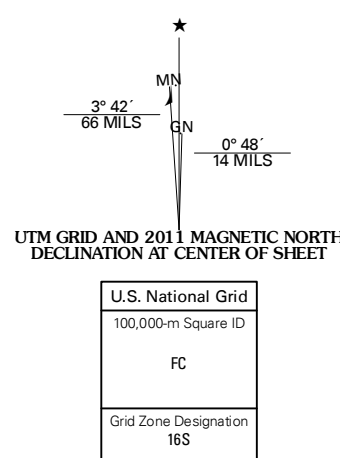 ★
MN
3° 42´
66 MILS
GN
0° 48´
14 MILS
UTM GRID AND 2011 MAGNETIC NORTH
DECLINATION AT CENTER OF SHEET
U.S. National Grid
100,000-m Square ID
FC
Grid Zone Designation
16S